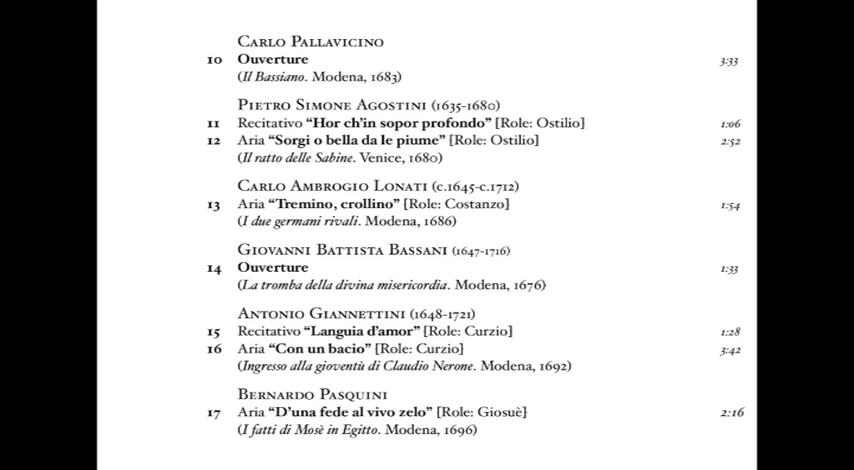 CARLO PALLAVICINO
10 Ouverture 3:33
(Il Bassiano. Modena, 1683)
PIETRO SIMONE AGOSTINI (1635-1680)
11 Recitativo “Hor ch’in sopor profondo” [Role: Ostilio] 1:06
12 Aria “Sorgi o bella da le piume” [Role: Ostilio] 2:52
(Il ratto delle Sabine. Venice, 1680)
CARLO AMBROGIO LONATI (c.1645-c.1712)
13 Aria “Tremino, crollino” [Role: Costanzo] 1:54
(I due germani rivali. Modena, 1686)
GIOVANNI BATTISTA BASSANI (1647-1716)
14 Ouverture 1:33
(La tromba della divina misericordia. Modena, 1676)
ANTONIO GIANNETTINI (1648-1721)
15 Recitativo “Languia d’amor” [Role: Curzio] 1:28
16 Aria “Con un bacio” [Role: Curzio] 3:42
(Ingresso alla gioventù di Claudio Nerone. Modena, 1692)
BERNARDO PASQUINI
17 Aria “D’una fede al vivo zelo” [Role: Giosuè] 2:16
(I fatti di Mosè in Egitto. Modena, 1696)